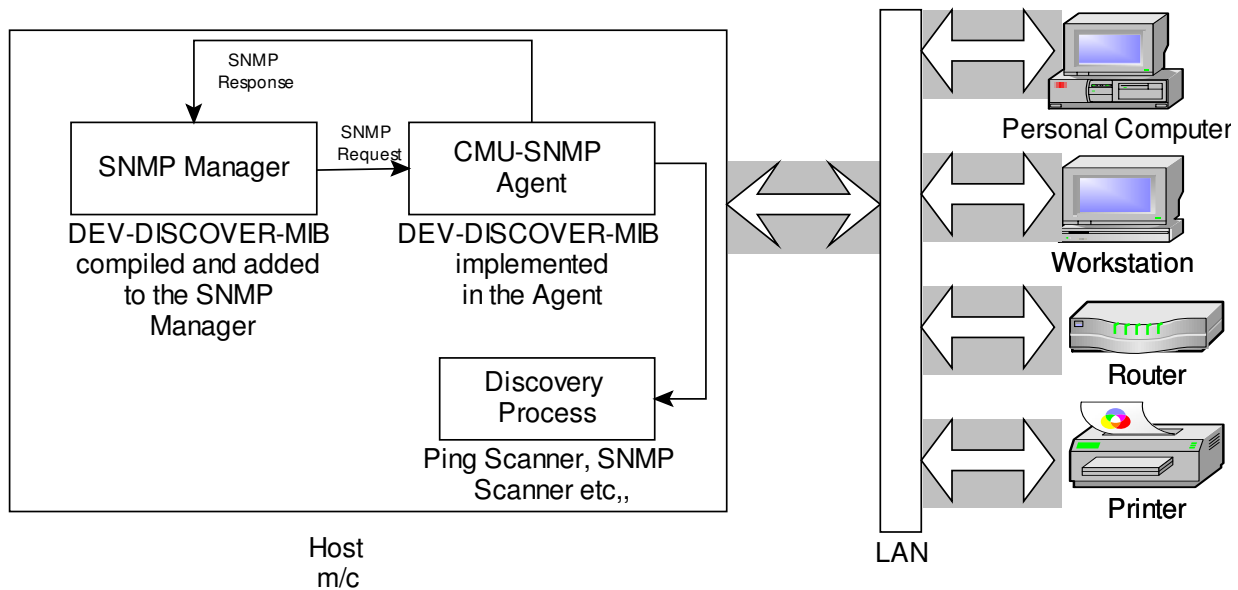 SNMP
Response
SNMP Manager
SNMP
Request
CMU-SNMP
Agent
DEV-DISCOVER-MIB
compiled and added
to the SNMP
Manager
DEV-DISCOVER-MIB
implemented
in the Agent
Discovery
Process
Ping Scanner, SNMP
Scanner etc,,
Host
m/c
LAN
Personal Computer
Workstation
Router
Printer